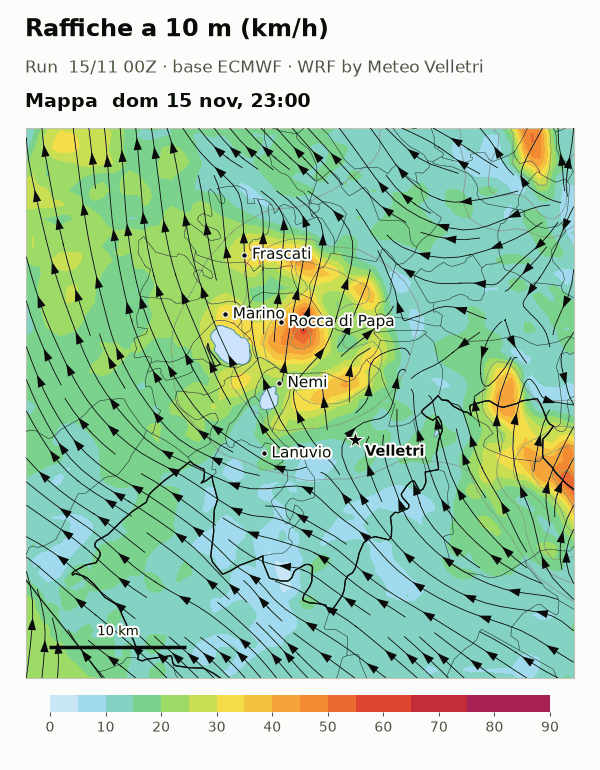 Raffiche a 10 m (km/h)
Run  15/11 00Z · base ECMWF · WRF by Meteo Velletri
Mappa  dom 15 nov, 23:00
Frascati
Marino
Rocca di Papa
Nemi
Lanuvio
Velletri
10 km
0 10 20 30 40 50 60 70 80 90